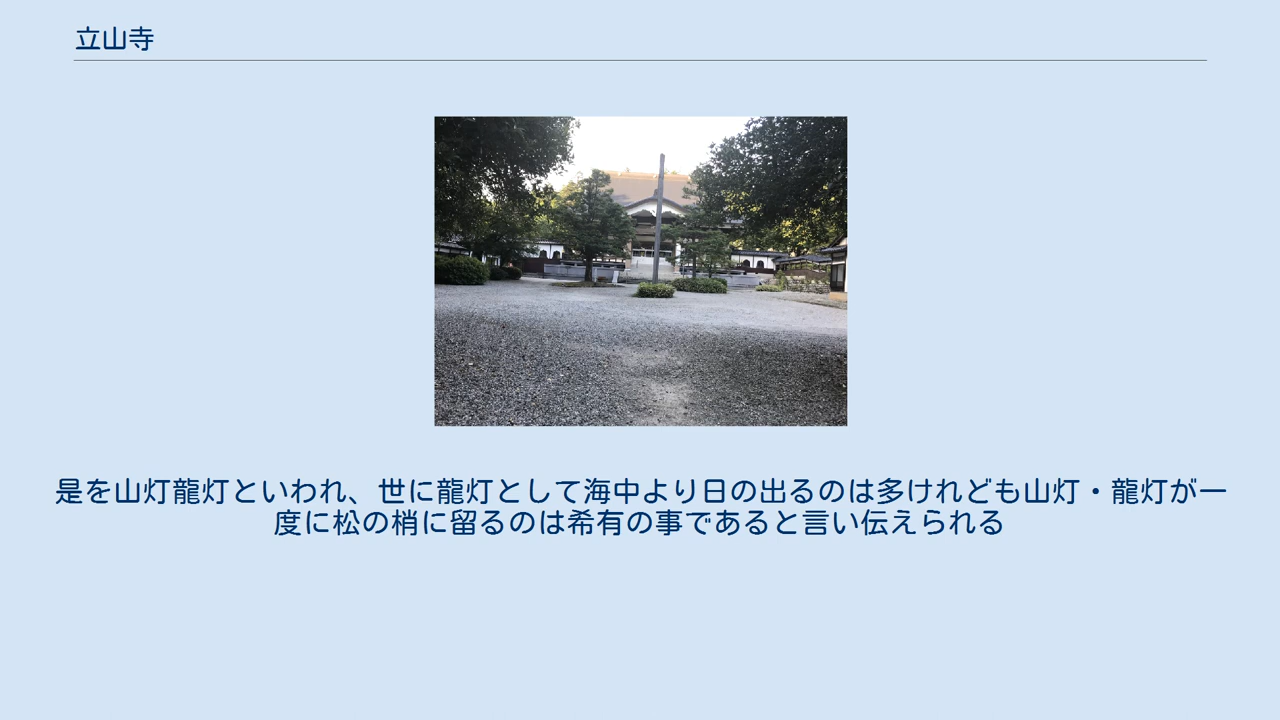 立山寺
是を山灯龍灯といわれ、世に龍灯として海中より日の出るのは多けれども山灯・龍灯が一
度に松の梢に留るのは希有の事であると言い伝えられる